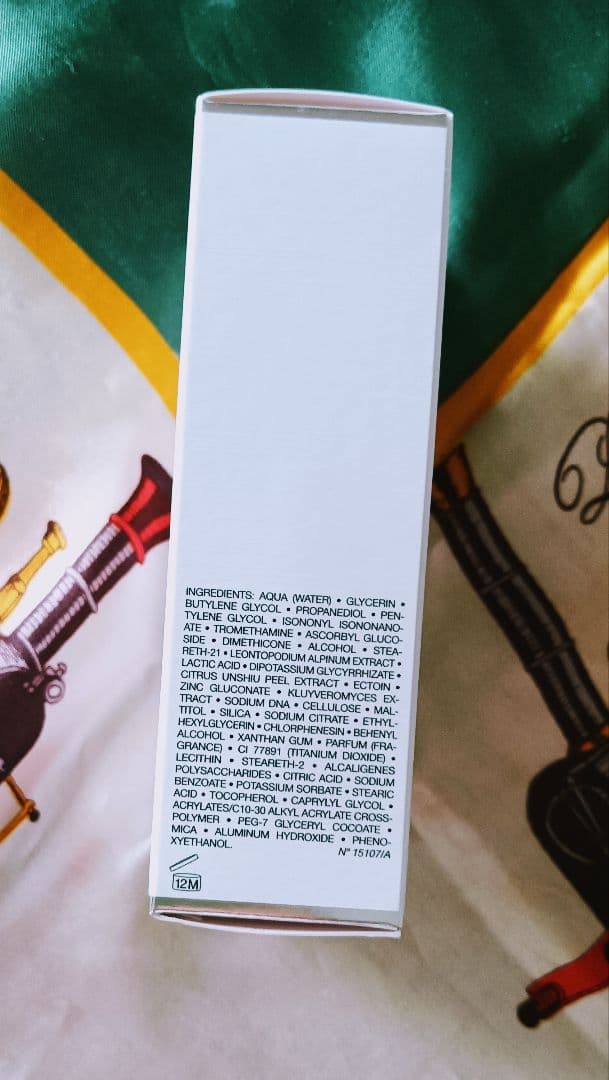 INGREDIENTS: AQUA (WATER) • GLYCERIN •
BUTYLENE GLYCOL • PROPANEDIOL • PEN-
TYLENE GLYCOL • ISONONYL ISONONANO-
ATE • TROMETHAMINE • ASCORBYL GLUCO-
SIDE • DIMETHICONE • ALCOHOL • STEA-
RETH-21 • LEONTOPODIUM ALPINUM EXTRACT •
LACTIC ACID • DIPOTASSIUM GLYCYRRHIZATE •
CITRUS UNSHIU PEEL EXTRACT • ECTOIN •
ZINC GLUCONATE • KLUYVEROMYCES EX-
TRACT • SODIUM DNA • CELLULOSE • MAL-
TITOL • SILICA • SODIUM CITRATE • ETHYL-
HEXYLGLYCERIN • CHLORPHENESIN • BEHENYL
ALCOHOL • XANTHAN GUM • PARFUM (FRA-
GRANCE) • CI 77891 (TITANIUM DIOXIDE) •
LECITHIN • STEARETH-2 • ALCALIGENES
POLYSACCHARIDES • CITRIC ACID • SODIUM
BENZOATE • POTASSIUM SORBATE • STEARIC
ACID • TOCOPHEROL • CAPRYLYL GLYCOL •
ACRYLATES/C10-30 ALKYL ACRYLATE CROSS-
POLYMER • PEG-7 GLYCERYL COCOATE •
MICA • ALUMINUM HYDROXIDE • PHENO-
XYETHANOL.
N° 15107/A
12M